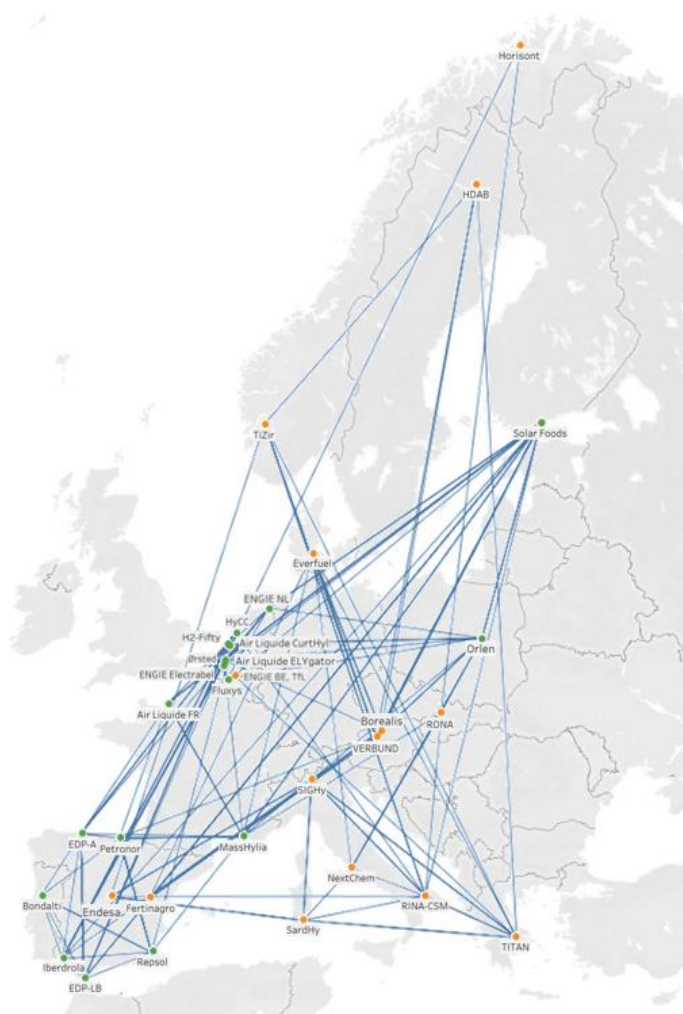 Horisont
HDAB
TiZir
Solar Foods
Everfuel
ENGIE NL
HyCC
H2-Fifty
Air Liquide CurtHyl
Orlen
Ørsted
Air Liquide ELYgator
ENGIE Electrabel
ENGIE BE, TfL
Fluxys
Air Liquide FR
Borealis
RDNA
VERBUND
SIGHy
EDP-A
Petronor
MassHylia
NextChem
Bondalti
Endesa
Fertinagro
RINA-CSM
SardHy
TITAN
Iberdrola
Repsol
EDP-LB